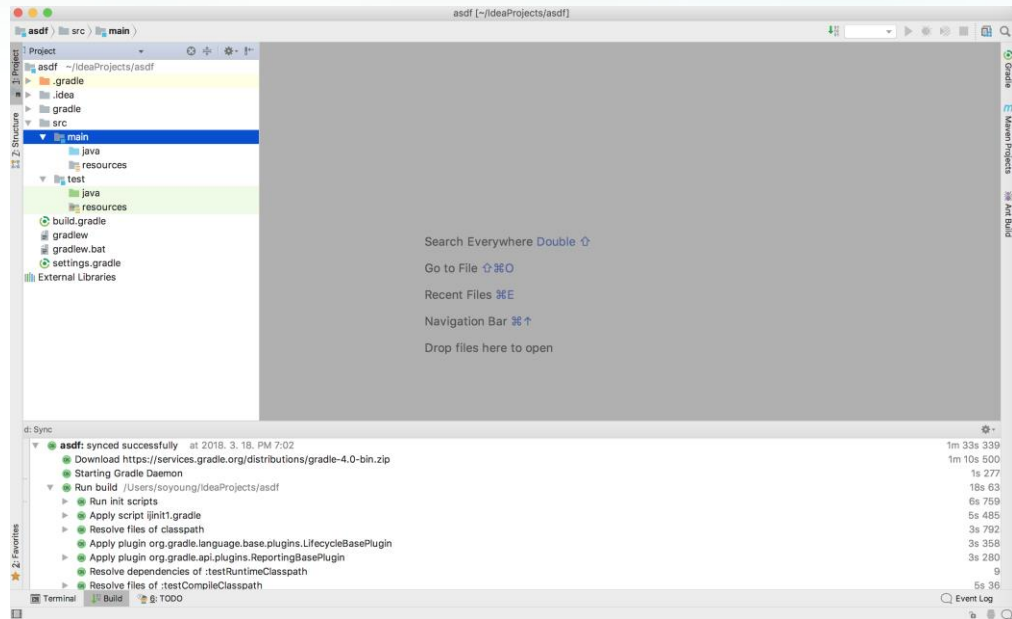 asdf [~/IdeaProjects/asdf]
asdf src main
Project
asdf ~/IdeaProjects/asdf
.gradle
.idea
gradle
src
main
java
resources
test
java
resources
build.gradle
gradlew
gradlew.bat
settings.gradle
External Libraries
1: Project
7: Structure
2: Favorites
Search Everywhere Double ⇧
Go to File ⇧⌘O
Recent Files ⌘E
Navigation Bar ⌘↑
Drop files here to open
Gradle
Maven Projects
Ant Build
d: Sync
asdf: synced successfully at 2018. 3. 18. PM 7:02 1m 33s 339
Download https://services.gradle.org/distributions/gradle-4.0-bin.zip 1m 10s 500
Starting Gradle Daemon 1s 277
Run build /Users/soyoung/IdeaProjects/asdf 18s 63
Run init scripts 6s 759
Apply script ijinit1.gradle 5s 485
Resolve files of classpath 3s 792
Apply plugin org.gradle.language.base.plugins.LifecycleBasePlugin 3s 358
Apply plugin org.gradle.api.plugins.ReportingBasePlugin 3s 280
Resolve dependencies of :testRuntimeClasspath 9
Resolve files of :testCompileClasspath 5s 36
Terminal Build 6: TODO Event Log